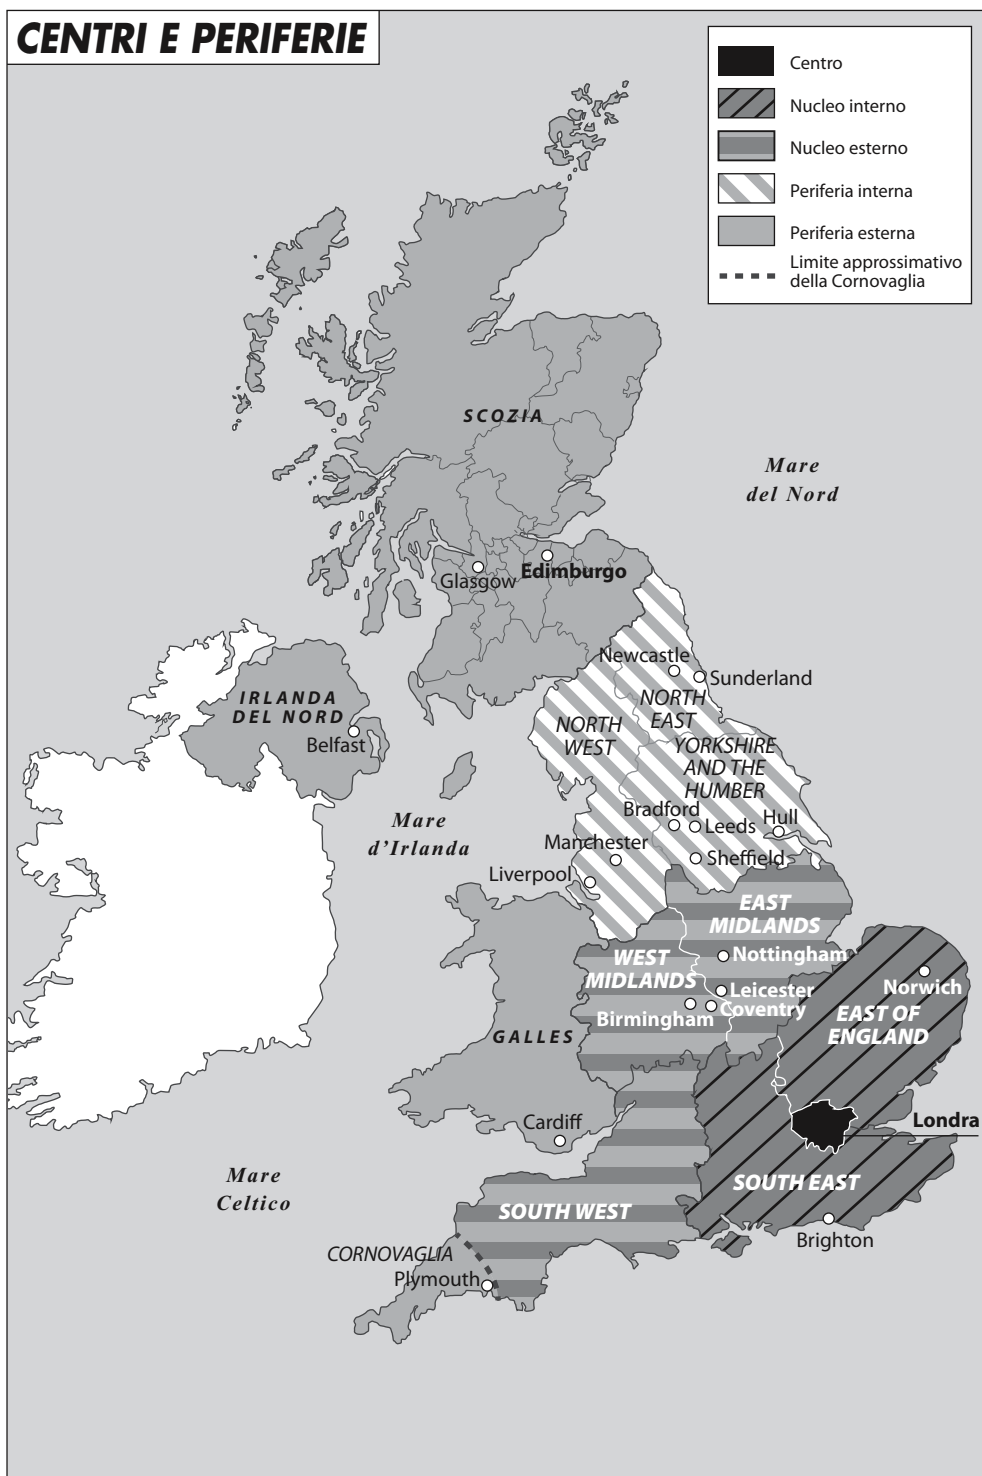 CENTRI E PERIFERIE
Centro
Nucleo interno
Nucleo esterno
Periferia interna
Periferia esterna
Limite approssimativo
della Cornovaglia
SCOZIA
Mare
del Nord
Glasgow
Edimburgo
Newcastle
Sunderland
NORTH
EAST
NORTH
WEST
IRLANDA
DEL NORD
Belfast
YORKSHIRE
AND THE
HUMBER
Mare
d'Irlanda
Bradford
Leeds
Hull
Manchester
Sheffield
Liverpool
EAST
MIDLANDS
Nottingham
WEST
MIDLANDS
Leicester
Coventry
Birmingham
Norwich
EAST OF
ENGLAND
GALLES
Cardiff
Londra
Mare
Celtico
SOUTH EAST
SOUTH WEST
Brighton
CORNOVAGLIA
Plymouth